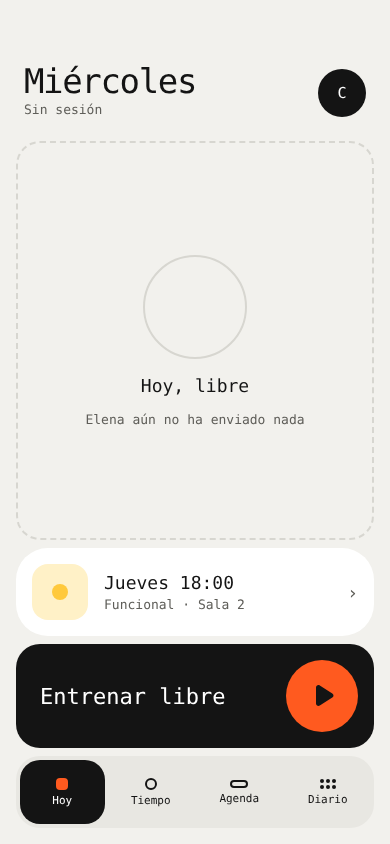 Miércoles
Sin sesión
C
Hoy, libre
Elena aún no ha enviado nada
Jueves 18:00
Funcional · Sala 2
›
Entrenar libre
Hoy
Tiempo
Agenda
Diario